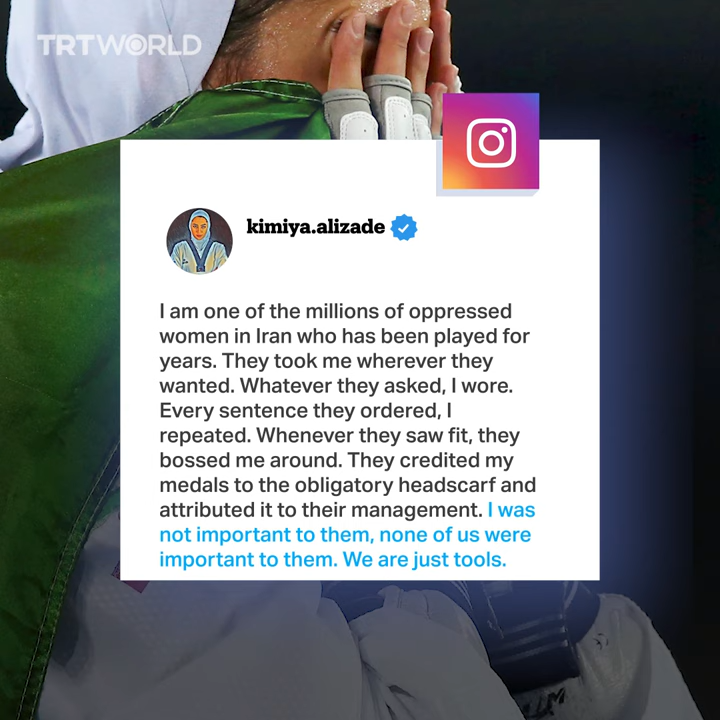 TRTWORLD
kimiya.alizade
I am one of the millions of oppressed
women in Iran who has been played for
years. They took me wherever they
wanted. Whatever they asked, I wore.
Every sentence they ordered, I
repeated. Whenever they saw fit, they
bossed me around. They credited my
medals to the obligatory headscarf and
attributed it to their management. I was
not important to them, none of us were
important to them. We are just tools.